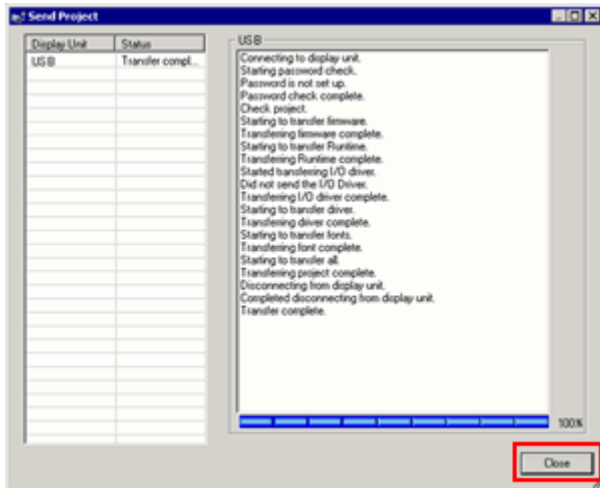 Send Project
Display Unit Status
USB Transfer compl...
USB
Connecting to display unit.
Starting password check.
Password is not set up.
Password check complete.
Check project.
Starting to transfer firmware.
Transferring firmware complete.
Starting to transfer Runtime.
Transferring Runtime complete.
Started transferring I/O driver.
Did not send the I/O Driver.
Transferring I/O driver complete.
Starting to transfer driver.
Transferring driver complete.
Starting to transfer fonts.
Transferring font complete.
Starting to transfer all.
Transferring project complete.
Disconnecting from display unit.
Completed disconnecting from display unit.
Transfer complete.
100%
Close